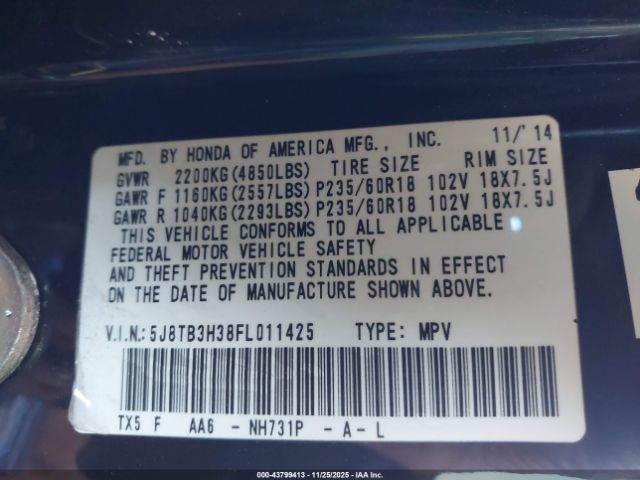 MFD. BY HONDA OF AMERICA MFG., INC. 11/'14
GVWR 2200KG(4850LBS) TIRE SIZE RIM SIZE
GAWR F 1160KG(2557LBS)P235/60R18 102V 18X7.5J
GAWR R 1040KG(2293LBS)P235/60R18 102V 18X7.5J
THIS VEHICLE CONFORMS TO ALL APPLICABLE
FEDERAL MOTOR VEHICLE SAFETY
AND THEFT PREVENTION STANDARDS IN EFFECT
ON THE DATE OF MANUFACTURE SHOWN ABOVE.
V.I.N.:5J8TB3H38FL011425 TYPE: MPV
TX5 F AA6 - NH731P - A - L
000-43799413 - 11/25/2025 - IAA Inc.